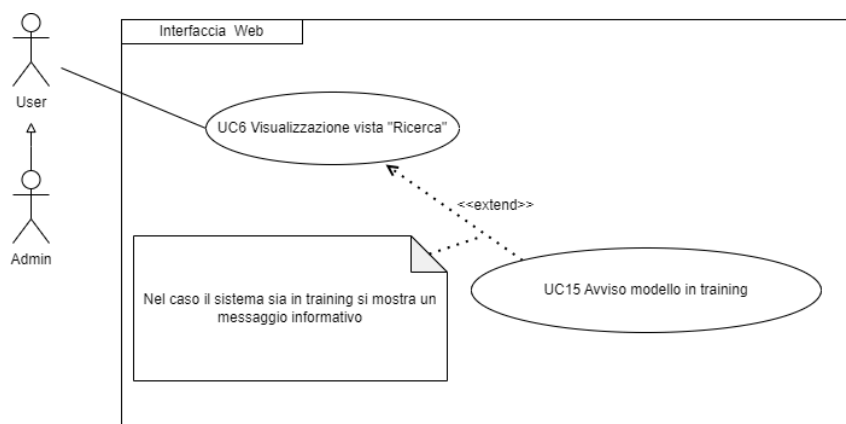 Interfaccia Web
User
UC6 Visualizzazione vista "Ricerca"
<<extend>>
Admin
Nel caso il sistema sia in training si mostra un
messaggio informativo
UC15 Avviso modello in training